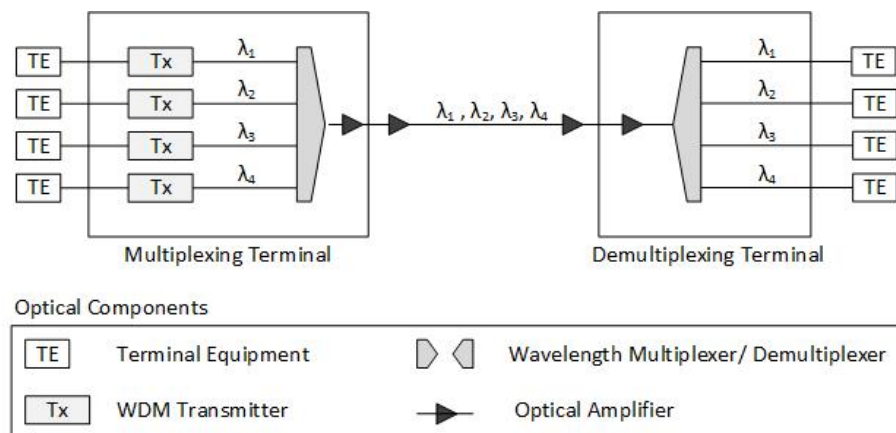 TE Tx λ₁ λ₁ TE
TE Tx λ₂ λ₂ TE
λ₁ , λ₂, λ₃, λ₄
TE Tx λ₃ λ₃ TE
TE Tx λ₄ λ₄ TE
Multiplexing Terminal Demultiplexing Terminal
Optical Components
TE Terminal Equipment Wavelength Multiplexer/ Demultiplexer
Tx WDM Transmitter Optical Amplifier